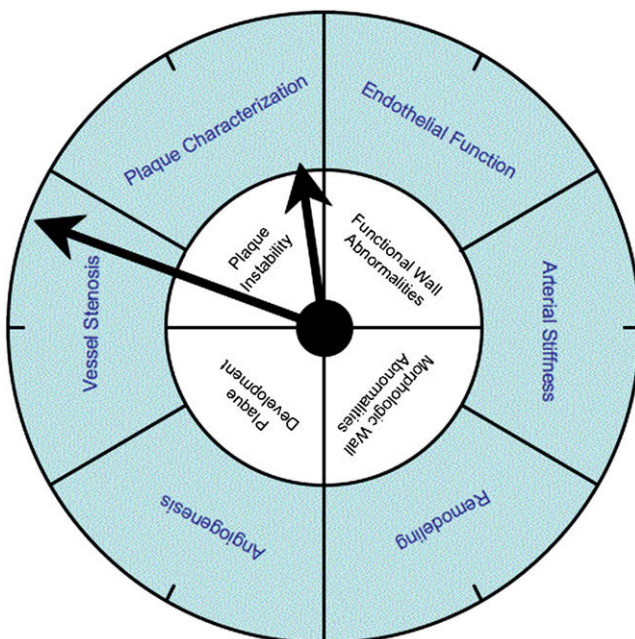 Plaque Characterization
Endothelial Function
Arterial Stiffness
Remodeling
Angiogenesis
Vessel Stenosis
Plaque
Instability
Functional Wall
Abnormalities
Morphologic Wall
Abnormalities
Plaque
Development